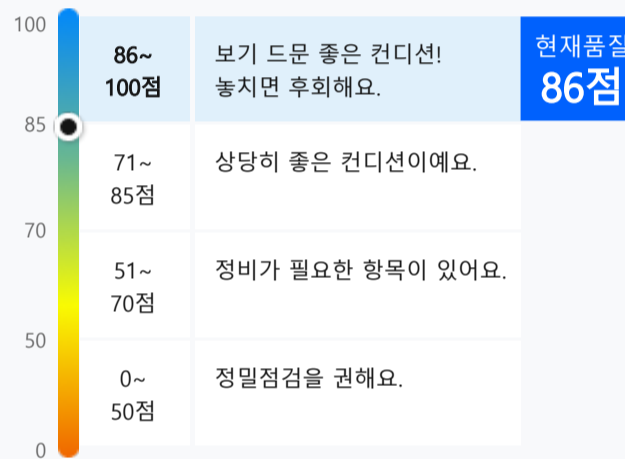 100
86~
100점
보기 드문 좋은 컨디션!
놓치면 후회해요.
현재품질
86점
85
71~
85점
상당히 좋은 컨디션이예요.
70
51~
70점
정비가 필요한 항목이 있어요.
50
0~
50점
정밀점검을 권해요.
0